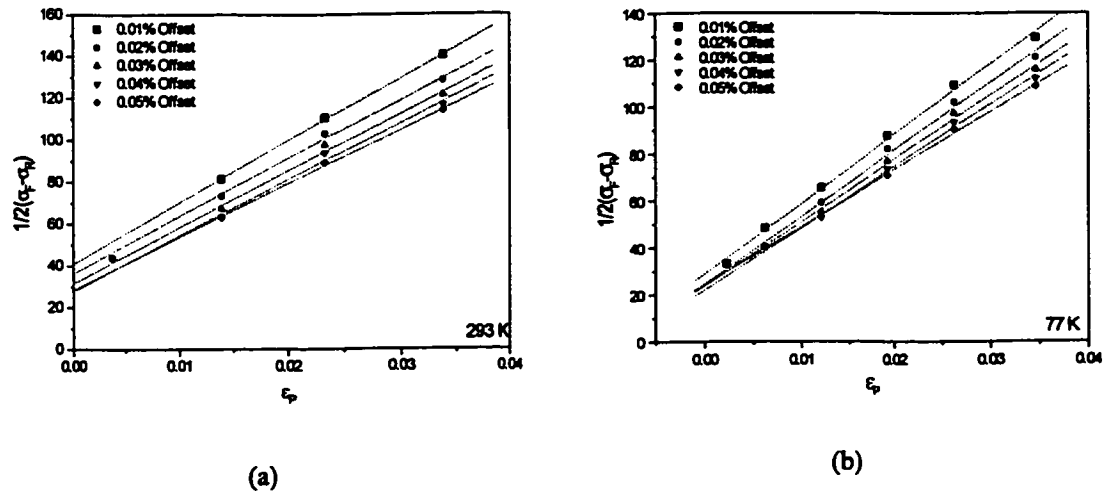 160
140
120
100
80
60
40
20
0
1/2(σF-σR)
0.01% Offset
0.02% Offset
0.03% Offset
0.04% Offset
0.05% Offset
293 K
0.00 0.01 0.02 0.03 0.04
εP
(a)
140
120
100
80
60
40
20
0
1/2(σF-σR)
0.01% Offset
0.02% Offset
0.03% Offset
0.04% Offset
0.05% Offset
77 K
0.00 0.01 0.02 0.03 0.04
εP
(b)